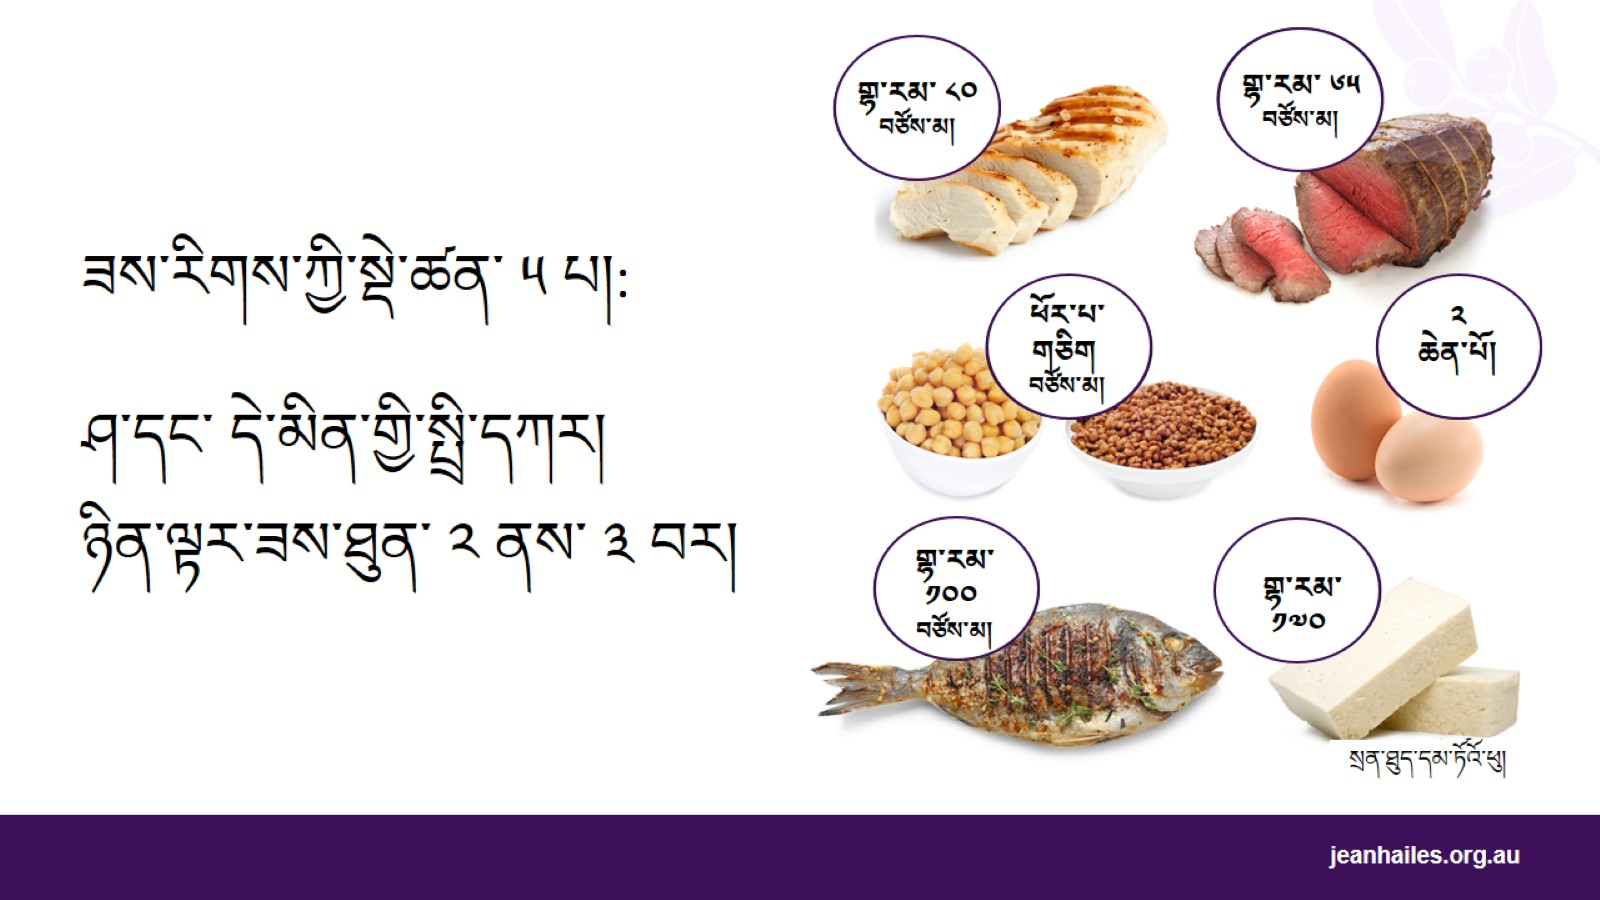 ཟས་རིགས་ཀྱི་སྡེ་ཚན་ ༥ པ།:
ཤ་དང་ དེ་མིན་གྱི་སྤྲི་དཀར།
ཉིན་ལྟར་ཟས་ཐུན་ ༢ ནས་ ༣ བར།
གྷྲ་རམ་ ༨༠
བཙོས་མ།
གྷྲ་རམ་ ༦༥
བཙོས་མ།
ཕོར་པ་
གཅིག
བཙོས་མ།
༢
ཆེན་པོ།
གྷྲ་རམ་
༡༠༠
བཙོས་མ།
གྷྲ་རམ་
༡༧༠
སྲན་ཐུད་དམ་ཏོའོ་ཕུ།
jeanhailes.org.au